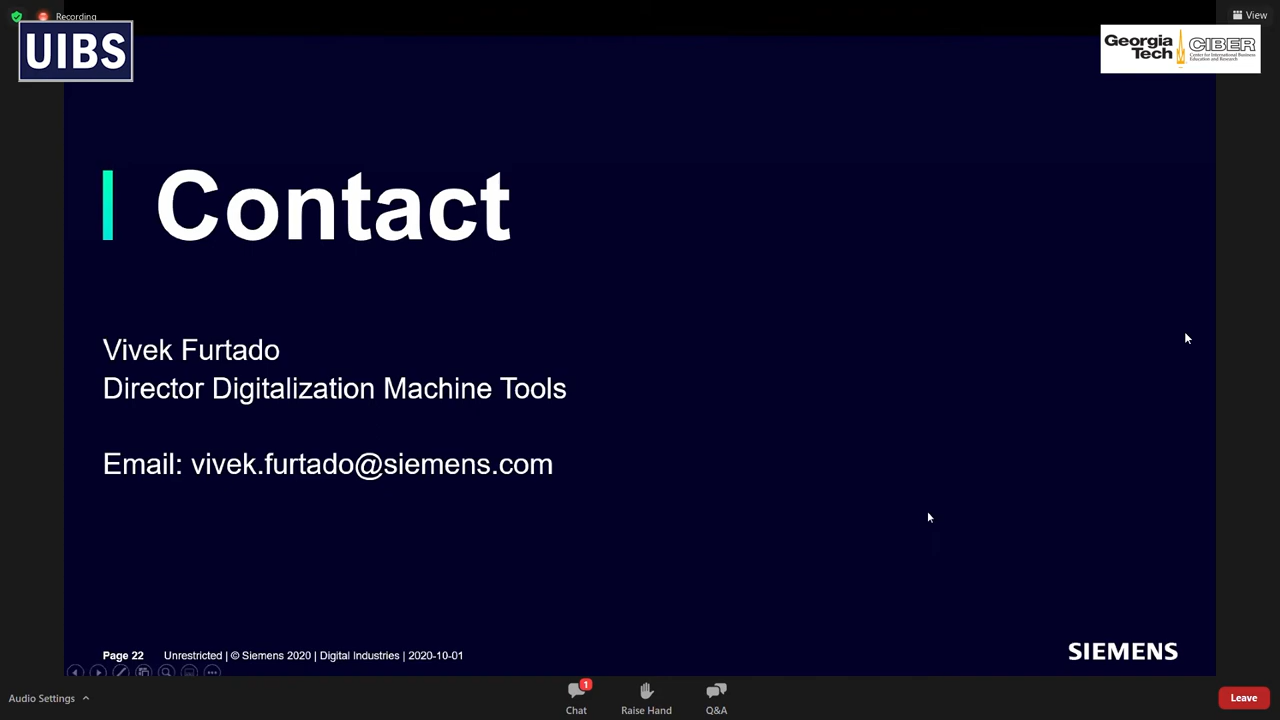 Recording
View
UIBS
Georgia
Tech
CIBER
Center for International Business
Education and Research
Contact
Vivek Furtado
Director Digitalization Machine Tools
Email: vivek.furtado@siemens.com
Page 22 Unrestricted | © Siemens 2020 | Digital Industries | 2020-10-01
SIEMENS
Audio Settings
1
Chat
Raise Hand
Q&A
Leave